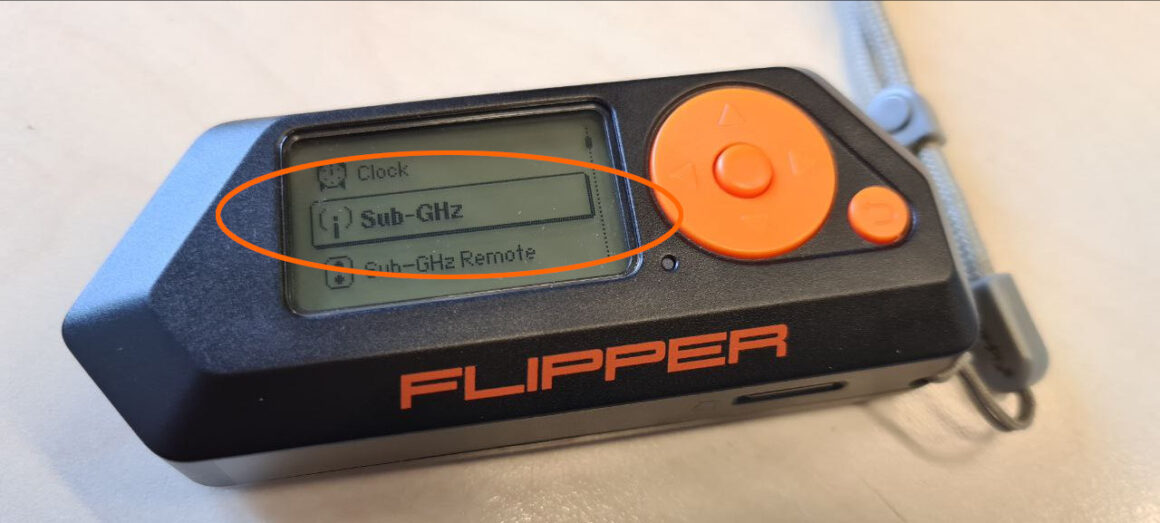 Clock
Sub-GHz
Sub-GHz Remote
FLIPPER